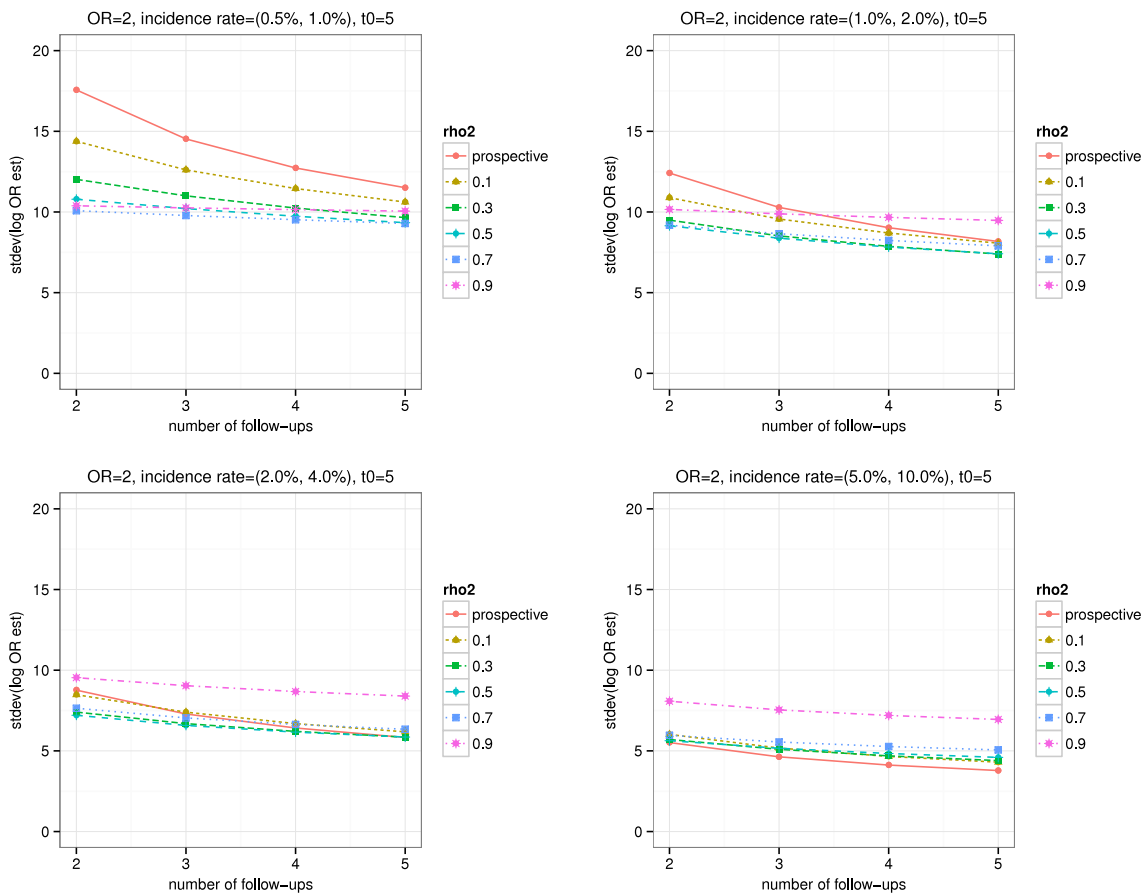 OR=2, incidence rate=(0.5%, 1.0%), t0=5
20
15
10
5
0
stdev(log OR est)
2 3 4 5
number of follow−ups
rho2
prospective
0.1
0.3
0.5
0.7
0.9
OR=2, incidence rate=(1.0%, 2.0%), t0=5
20
15
10
5
0
stdev(log OR est)
2 3 4 5
number of follow−ups
rho2
prospective
0.1
0.3
0.5
0.7
0.9
OR=2, incidence rate=(2.0%, 4.0%), t0=5
20
15
10
5
0
stdev(log OR est)
2 3 4 5
number of follow−ups
rho2
prospective
0.1
0.3
0.5
0.7
0.9
OR=2, incidence rate=(5.0%, 10.0%), t0=5
20
15
10
5
0
stdev(log OR est)
2 3 4 5
number of follow−ups
rho2
prospective
0.1
0.3
0.5
0.7
0.9